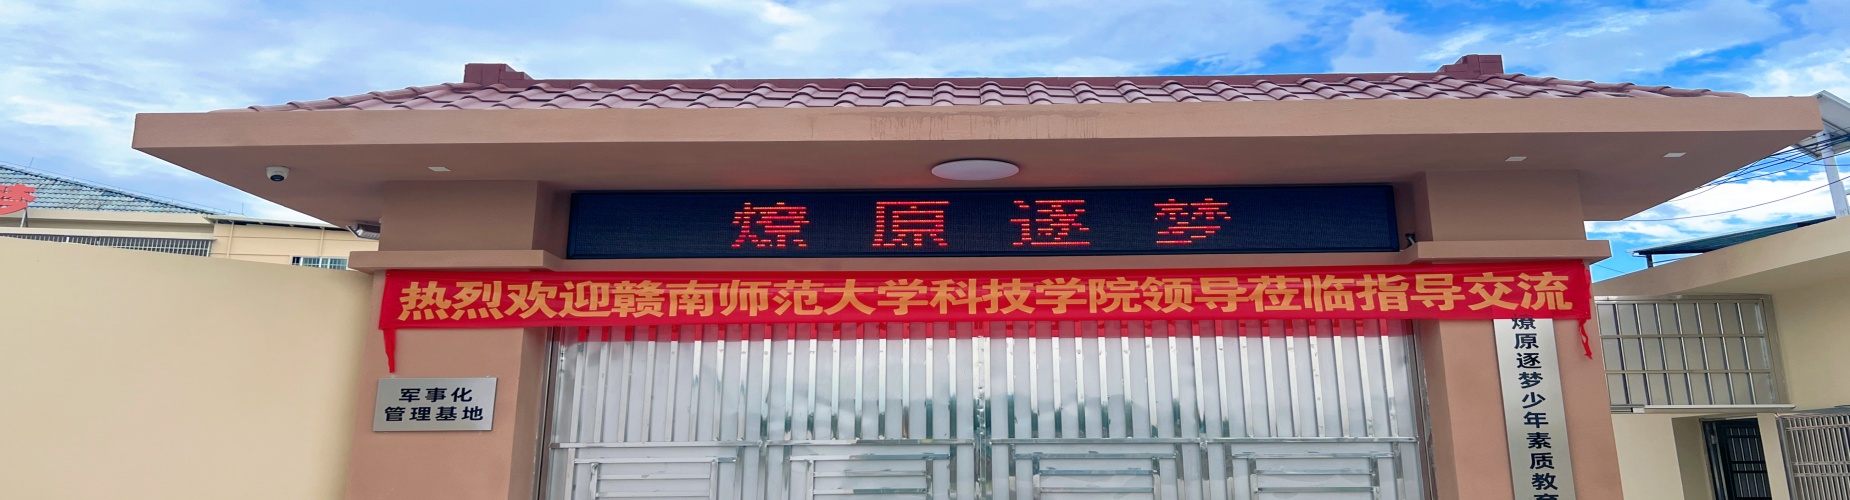 燎原逐梦
热烈欢迎赣南师范大学科技学院领导莅临指导交流
军事化
管理基地
燎原逐梦少年素质教育